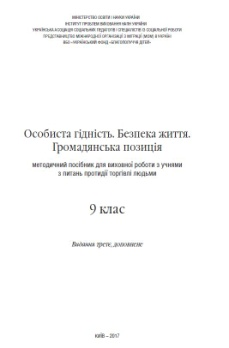 МІНІСТЕРСТВО ОСВІТИ І НАУКИ УКРАЇНИ
ІНСТИТУТ ПРОБЛЕМ ВИХОВАННЯ НАПН УКРАЇНИ
УКРАЇНСЬКА АСОЦІАЦІЯ СОЦІАЛЬНИХ ПЕДАГОГІВ І СПЕЦІАЛІСТІВ ІЗ СОЦІАЛЬНОЇ РОБОТИ
ПРЕДСТАВНИЦТВО МІЖНАРОДНОЇ ОРГАНІЗАЦІЇ З МІГРАЦІЇ (МОМ) В УКРАЇНІ
ВБО «УКРАЇНСЬКИЙ ФОНД «БЛАГОПОЛУЧЧЯ ДІТЕЙ»
Особиста гідність. Безпека життя.
Громадянська позиція
методичний посібник для виховної роботи з учнями
з питань протидії торгівлі людьми
9 клас
Видання третє, доповнене
КИЇВ – 2017